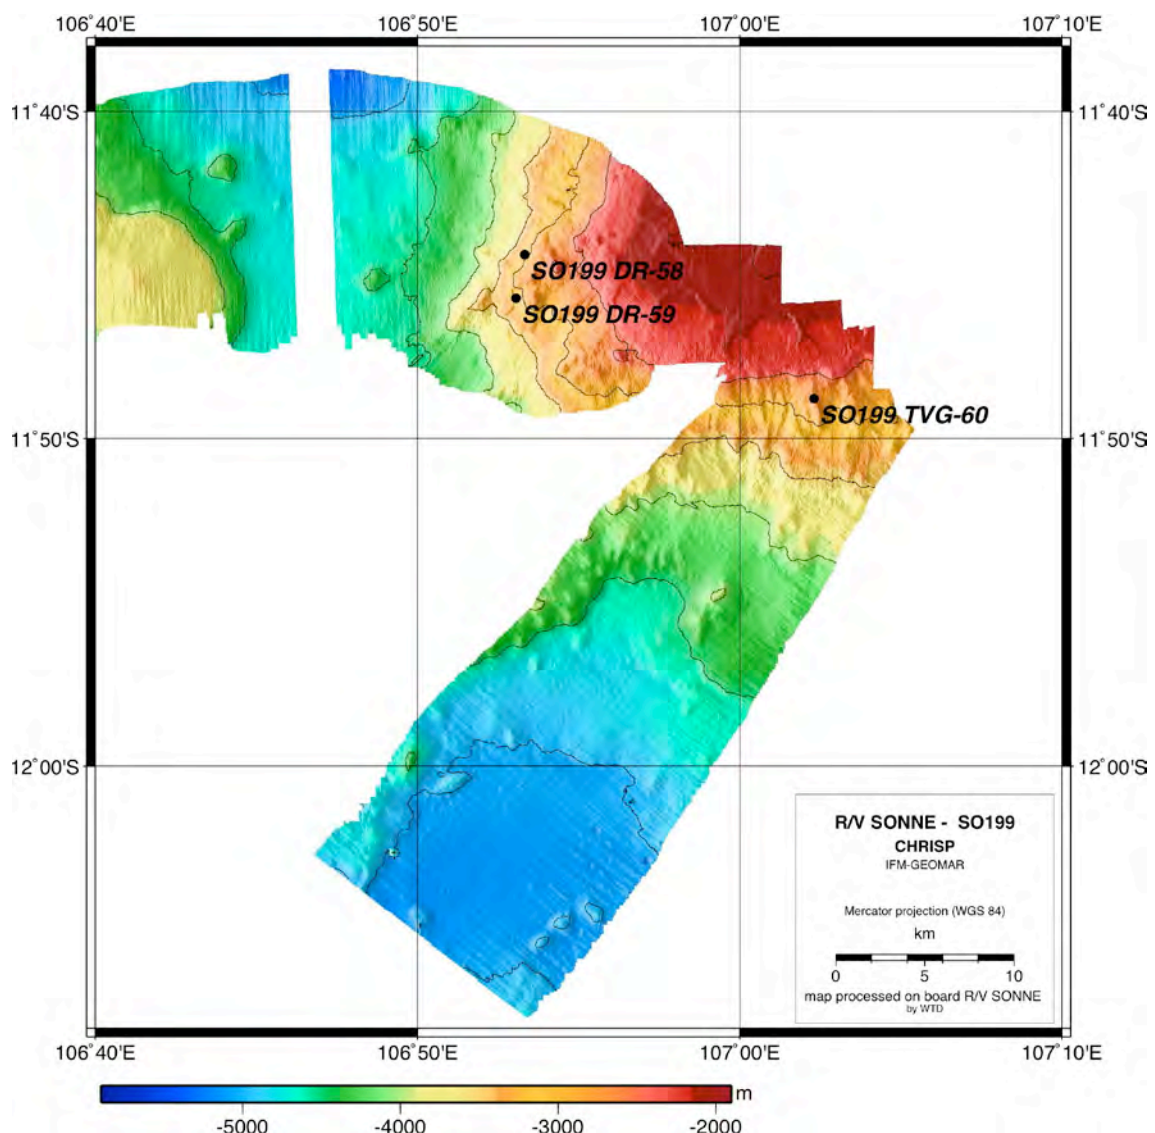 106˚40'E 106˚50'E 107˚00'E 107˚10'E
11˚40'S 11˚40'S
SO199 DR-58
SO199 DR-59
SO199 TVG-60
11˚50'S 11˚50'S
12˚00'S 12˚00'S
R/V SONNE - SO199
CHRISP
IFM-GEOMAR
Mercator projection (WGS 84)
km
0 5 10
map processed on board R/V SONNE
by WTD
106˚40'E 106˚50'E 107˚00'E 107˚10'E
m
-5000 -4000 -3000 -2000